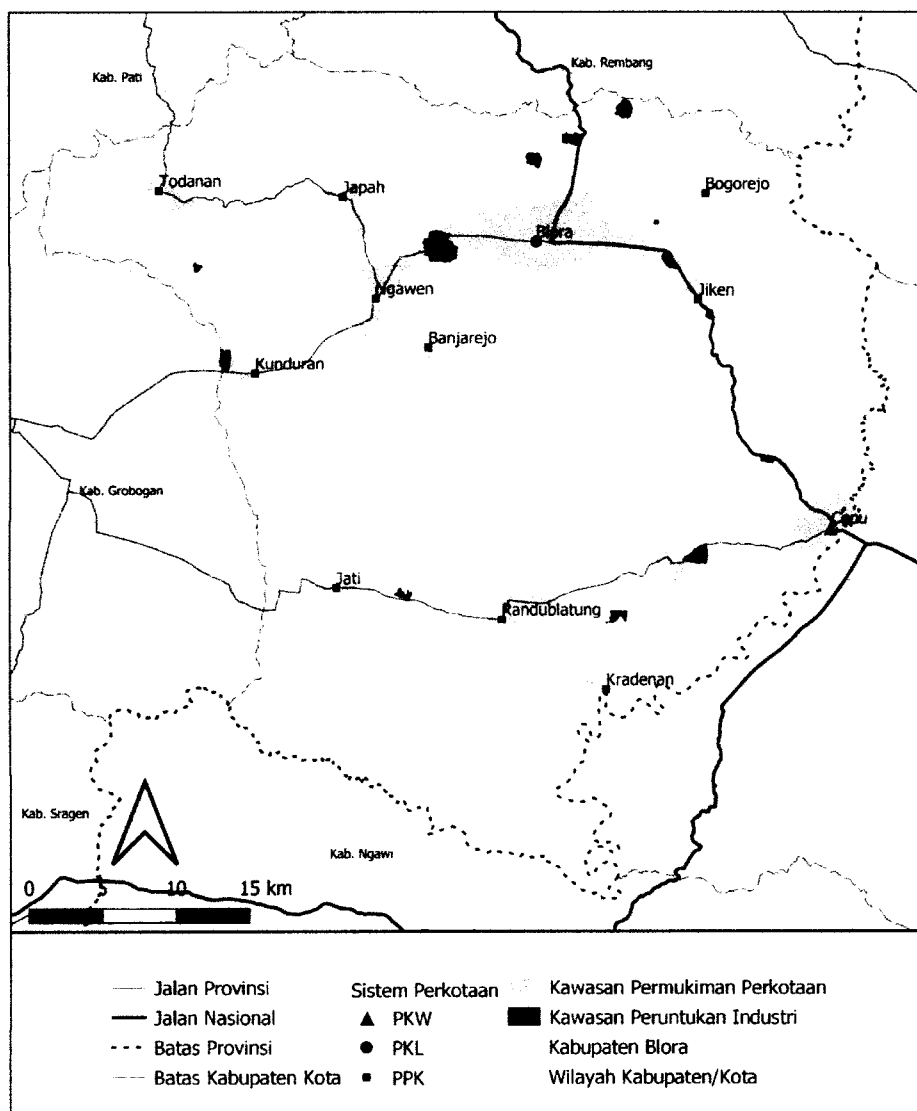 Kab. Rembang
Kab. Pati
Todanan
Japah
Bogorejo
Blora
Ngawen
Jiken
Banjarejo
Kunduran
Kab. Grobogan
Cepu
Jati
Randublatung
Kradenan
Kab. Sragen
Kab. Ngawi
0 5 10 15 km
Jalan Provinsi
Jalan Nasional
Batas Provinsi
Batas Kabupaten Kota
Sistem Perkotaan
PKW
PKL
PPK
Kawasan Permukiman Perkotaan
Kawasan Peruntukan Industri
Kabupaten Blora
Wilayah Kabupaten/Kota